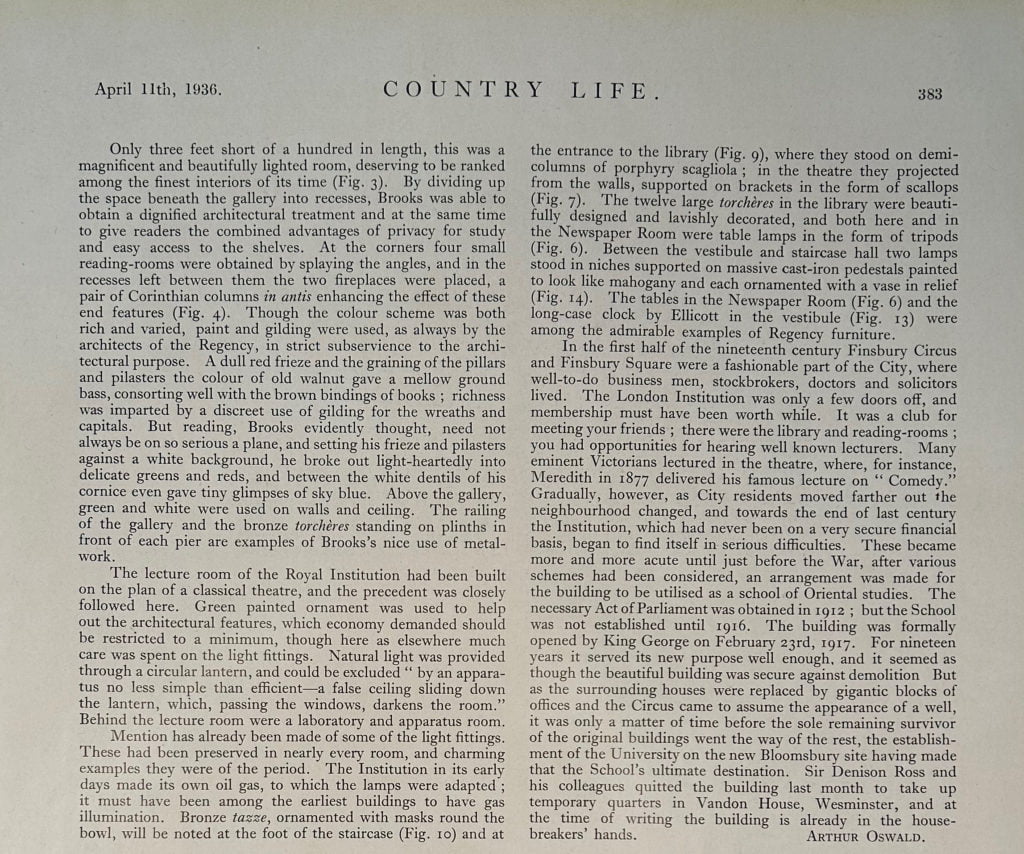 April 11th, 1936.
COUNTRY LIFE.
383
Only three feet short of a hundred in length, this was a
magnificent and beautifully lighted room, deserving to be ranked
among the finest interiors of its time (Fig. 3). By dividing up
the space beneath the gallery into recesses, Brooks was able to
obtain a dignified architectural treatment and at the same time
to give readers the combined advantages of privacy for study
and easy access to the shelves. At the corners four small
reading-rooms were obtained by splaying the angles, and in the
recesses left between them the two fireplaces were placed, a
pair of Corinthian columns in antis enhancing the effect of these
end features (Fig. 4). Though the colour scheme was both
rich and varied, paint and gilding were used, as always by the
architects of the Regency, in strict subservience to the archi-
tectural purpose. A dull red frieze and the graining of the pillars
and pilasters the colour of old walnut gave a mellow ground
bass, consorting well with the brown bindings of books ; richness
was imparted by a discreet use of gilding for the wreaths and
capitals. But reading, Brooks evidently thought, need not
always be on so serious a plane, and setting his frieze and pilasters
against a white background, he broke out light-heartedly into
delicate greens and reds, and between the white dentils of his
cornice even gave tiny glimpses of sky blue. Above the gallery,
green and white were used on walls and ceiling. The railing
of the gallery and the bronze torchères standing on plinths in
front of each pier are examples of Brooks's nice use of metal-
work.
The lecture room of the Royal Institution had been built
on the plan of a classical theatre, and the precedent was closely
followed here. Green painted ornament was used to help
out the architectural features, which economy demanded should
be restricted to a minimum, though here as elsewhere much
care was spent on the light fittings. Natural light was provided
through a circular lantern, and could be excluded " by an appara-
tus no less simple than efficient—a false ceiling sliding down
the lantern, which, passing the windows, darkens the room."
Behind the lecture room were a laboratory and apparatus room.
Mention has already been made of some of the light fittings.
These had been preserved in nearly every room, and charming
examples they were of the period. The Institution in its early
days made its own oil gas, to which the lamps were adapted ;
it must have been among the earliest buildings to have gas
illumination. Bronze tazze, ornamented with masks round the
bowl, will be noted at the foot of the staircase (Fig. 10) and at
the entrance to the library (Fig. 9), where they stood on demi-
columns of porphyry scagliola ; in the theatre they projected
from the walls, supported on brackets in the form of scallops
(Fig. 7). The twelve large torchères in the library were beauti-
fully designed and lavishly decorated, and both here and in
the Newspaper Room were table lamps in the form of tripods
(Fig. 6). Between the vestibule and staircase hall two lamps
stood in niches supported on massive cast-iron pedestals painted
to look like mahogany and each ornamented with a vase in relief
(Fig. 14). The tables in the Newspaper Room (Fig. 6) and the
long-case clock by Ellicott in the vestibule (Fig. 13) were
among the admirable examples of Regency furniture.
In the first half of the nineteenth century Finsbury Circus
and Finsbury Square were a fashionable part of the City, where
well-to-do business men, stockbrokers, doctors and solicitors
lived. The London Institution was only a few doors off, and
membership must have been worth while. It was a club for
meeting your friends ; there were the library and reading-rooms ;
you had opportunities for hearing well known lecturers. Many
eminent Victorians lectured in the theatre, where, for instance,
Meredith in 1877 delivered his famous lecture on " Comedy."
Gradually, however, as City residents moved farther out the
neighbourhood changed, and towards the end of last century
the Institution, which had never been on a very secure financial
basis, began to find itself in serious difficulties. These became
more and more acute until just before the War, after various
schemes had been considered, an arrangement was made for
the building to be utilised as a school of Oriental studies. The
necessary Act of Parliament was obtained in 1912 ; but the School
was not established until 1916. The building was formally
opened by King George on February 23rd, 1917. For nineteen
years it served its new purpose well enough, and it seemed as
though the beautiful building was secure against demolition But
as the surrounding houses were replaced by gigantic blocks of
offices and the Circus came to assume the appearance of a well,
it was only a matter of time before the sole remaining survivor
of the original buildings went the way of the rest, the establish-
ment of the University on the new Bloomsbury site having made
that the School's ultimate destination. Sir Denison Ross and
his colleagues quitted the building last month to take up
temporary quarters in Vandon House, Wesminster, and at
the time of writing the building is already in the house-
breakers' hands. ARTHUR OSWALD.